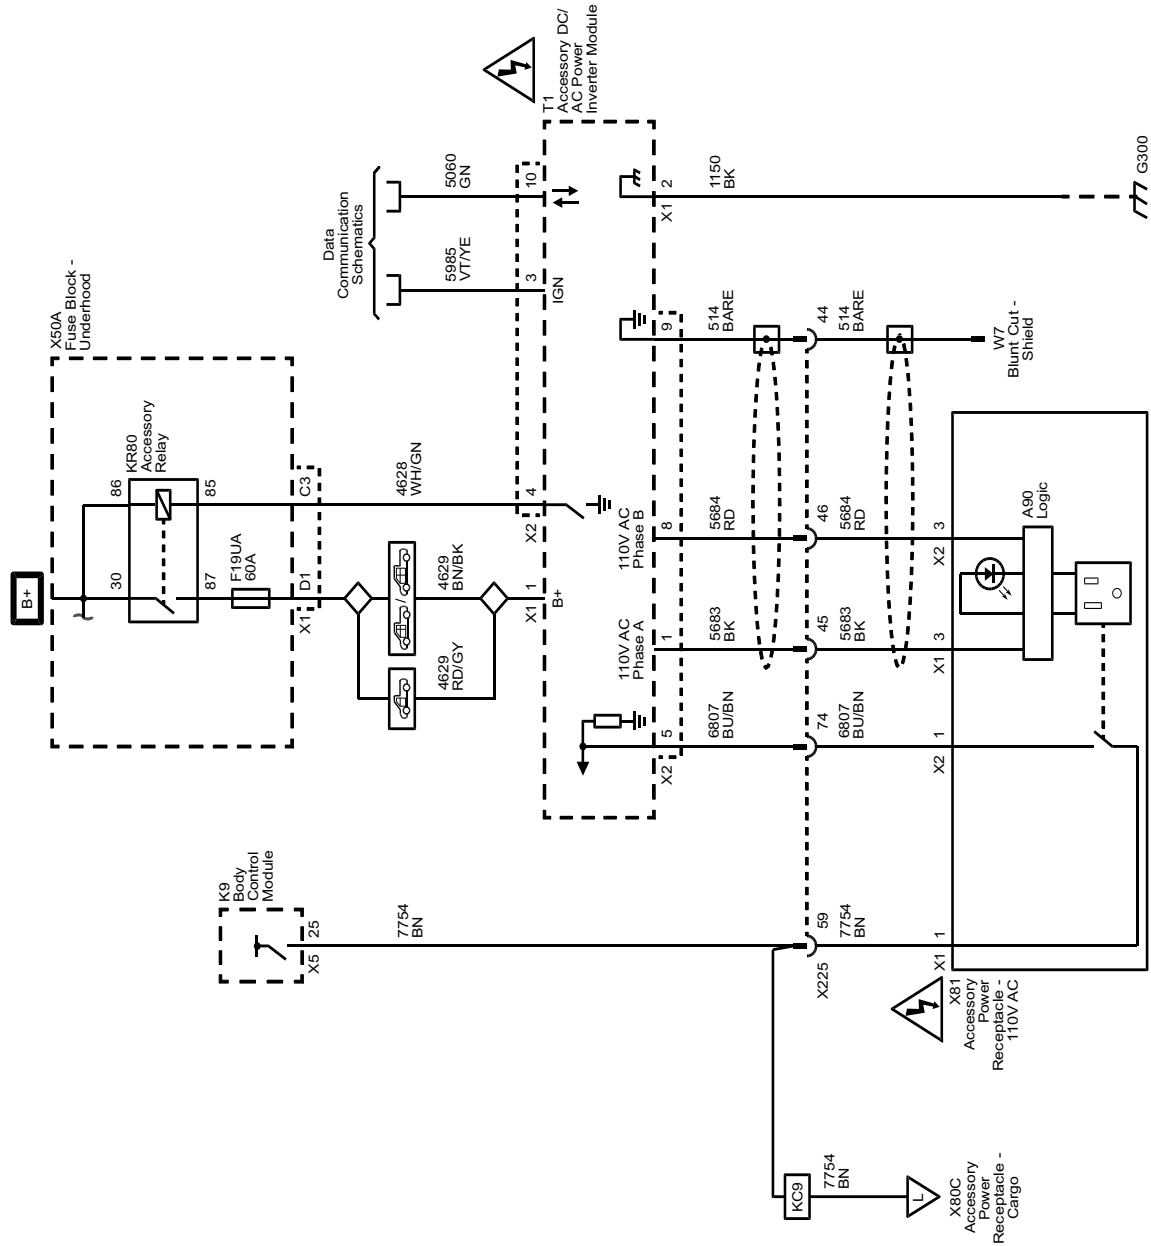 B+
X50A
Fuse Block -
Underhood
86
KR80
Accessory
Relay
30
85
87
F19UA
60A
C3
D1
X1
4628
WH/GN
/
4629
BN/BK
4629
RD/GY
Data
Communication
Schematics
5060
GN
5985
VT/YE
10
3
IGN
4
X2
1
X1
B+
T1
Accessory DC/
AC Power
Inverter Module
110V AC
Phase B
110V AC
Phase A
2
X1
1150
BK
G300
9
514
BARE
44
514
BARE
W7
Blunt Cut -
Shield
8
5684
RD
46
5684
RD
3
X2
1
5683
BK
45
5683
BK
3
X1
5
X2
6807
BU/BN
74
6807
BU/BN
1
X2
A90
Logic
K9
Body
Control
Module
25
X5
7754
BN
59
X225
7754
BN
1
X1
X81
Accessory
Power
Receptacle -
110V AC
KC9
7754
BN
L
X80C
Accessory
Power
Receptacle -
Cargo